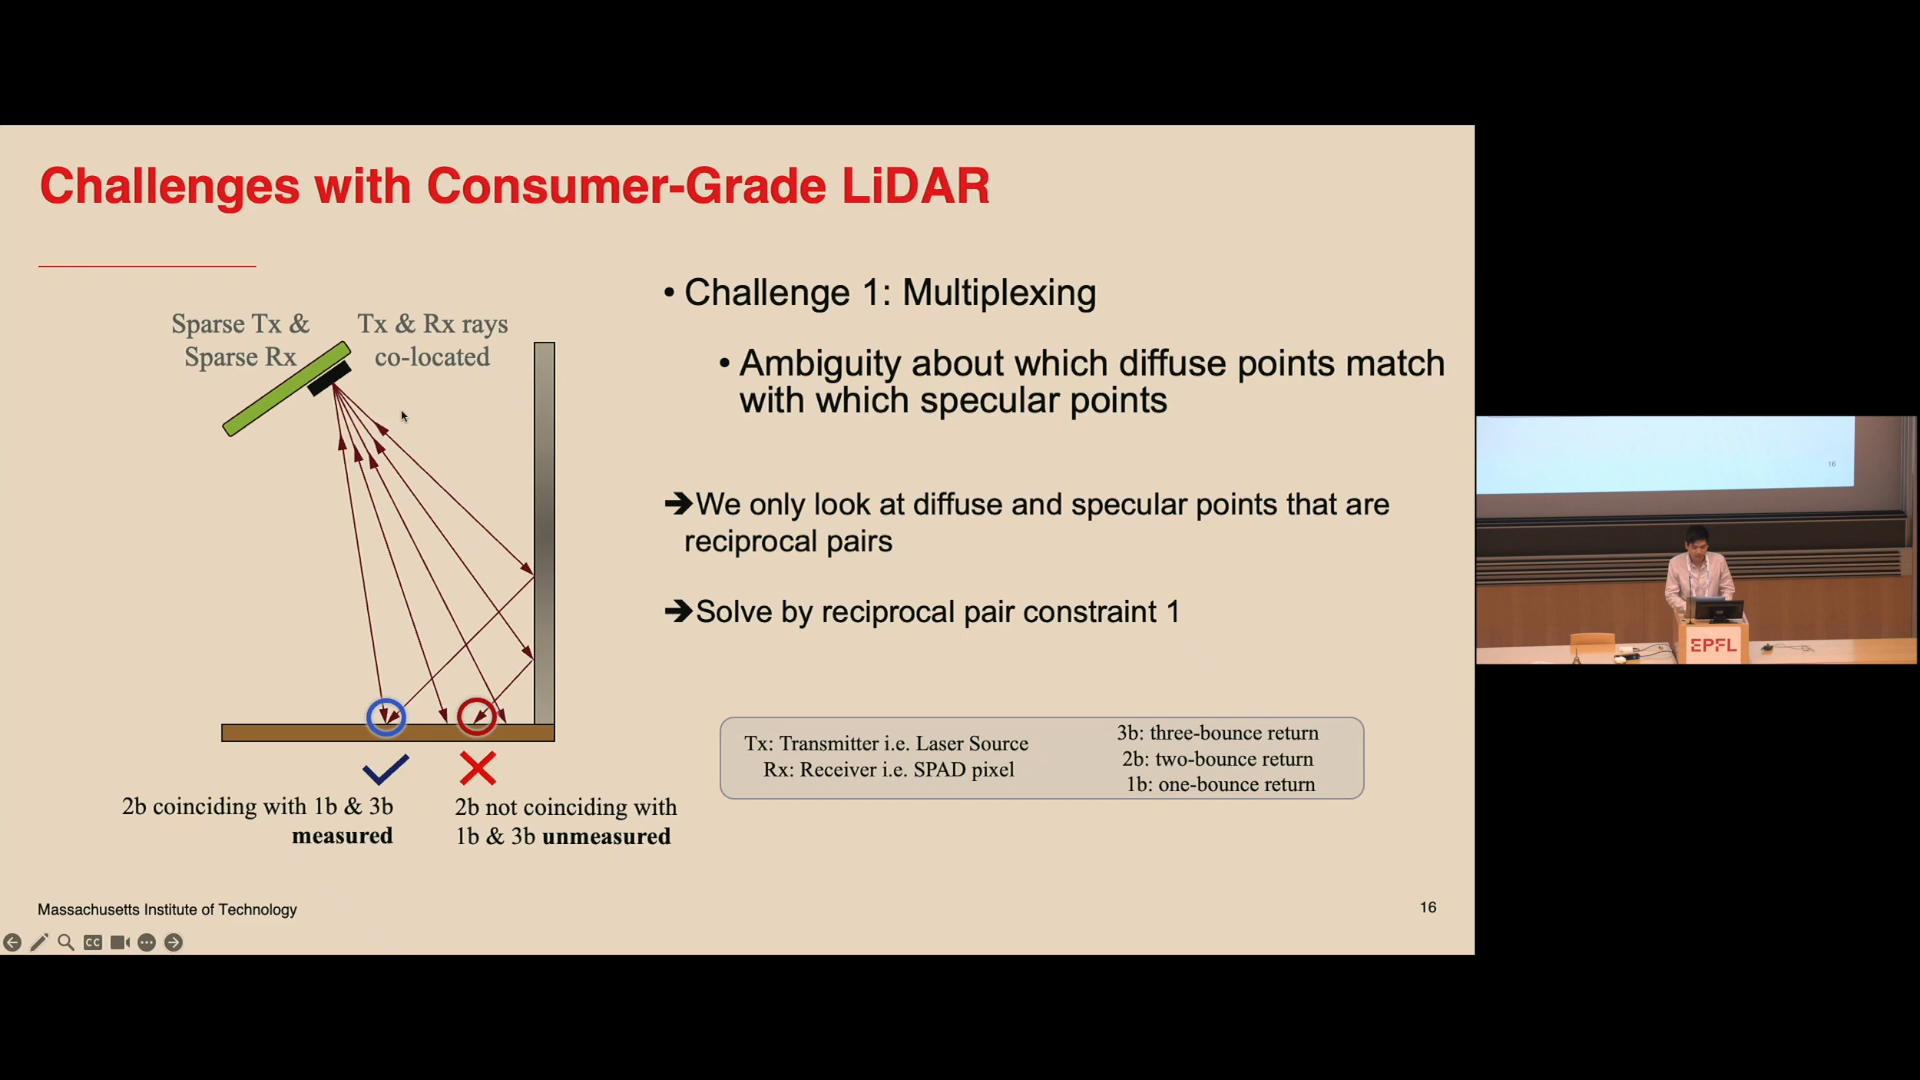 Challenges with Consumer-Grade LiDAR
Sparse Tx &
Sparse Rx
Tx & Rx rays
co-located
2b coinciding with 1b & 3b
measured
2b not coinciding with
1b & 3b unmeasured
• Challenge 1: Multiplexing
• Ambiguity about which diffuse points match
with which specular points
➔We only look at diffuse and specular points that are
reciprocal pairs
➔Solve by reciprocal pair constraint 1
Tx: Transmitter i.e. Laser Source
Rx: Receiver i.e. SPAD pixel
3b: three-bounce return
2b: two-bounce return
1b: one-bounce return
Massachusetts Institute of Technology
16
CC
16
EPFL